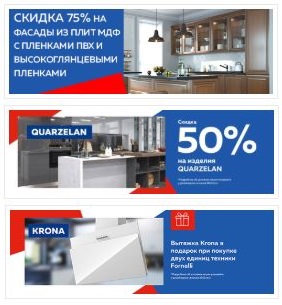 СКИДКА 75% НА
ФАСАДЫ ИЗ ПЛИТ МДФ
С ПЛЕНКАМИ ПВХ И
ВЫСОКОГЛЯНЦЕВЫМИ
ПЛЕНКАМИ
QUARZELAN
Скидка
50%
на изделия
QUARZELAN
KRONA
Вытяжка Krona в
подарок при покупке
двух единиц техники
Fornelli